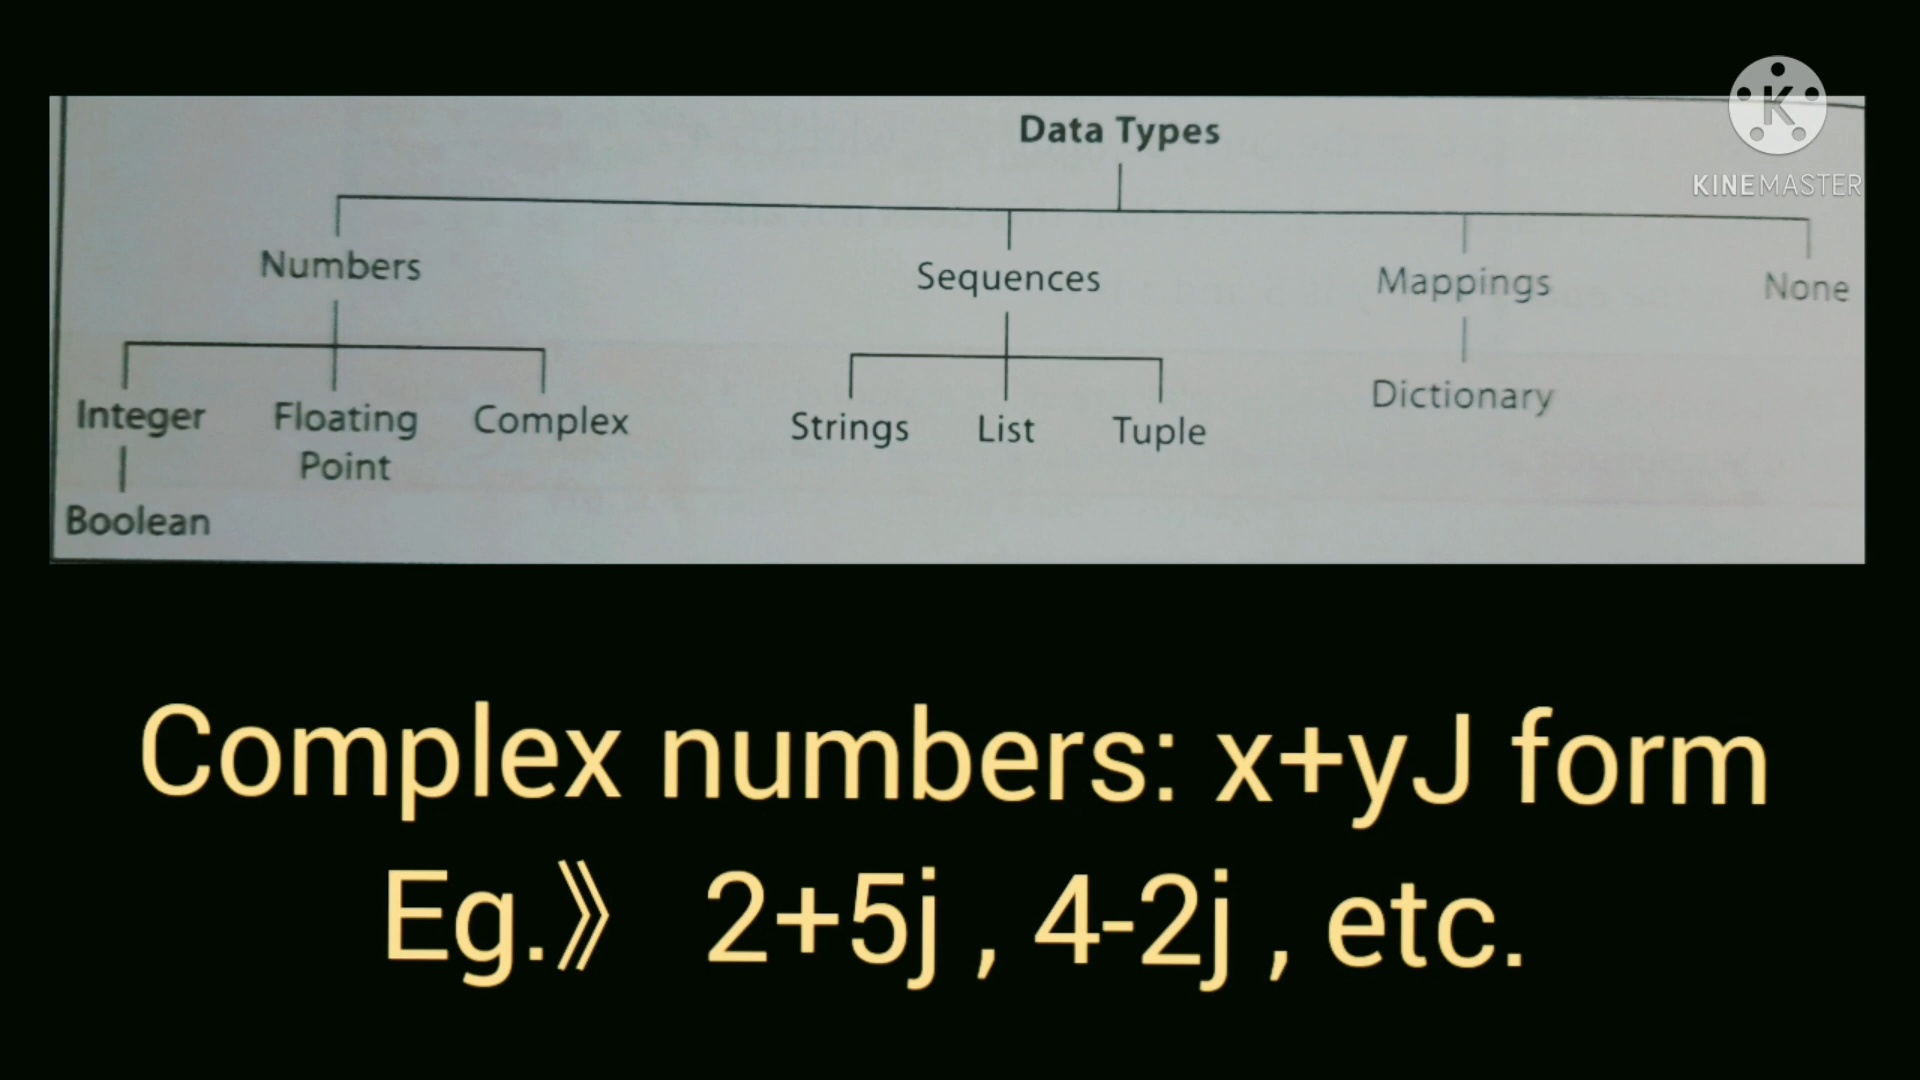 Data Types
KINEMASTER
Numbers
Sequences
Mappings
None
Integer
Floating
Point
Complex
Strings
List
Tuple
Dictionary
Boolean
Complex numbers: x+yJ form
Eg.》 2+5j , 4-2j , etc.